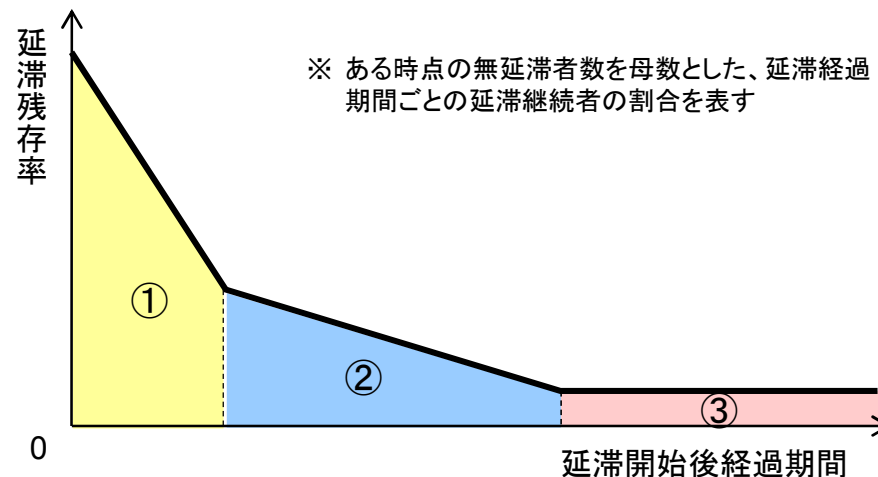 延滞残存率
※ ある時点の無延滞者数を母数とした、延滞経過
期間ごとの延滞継続者の割合を表す
①
②
③
0
延滞開始後経過期間